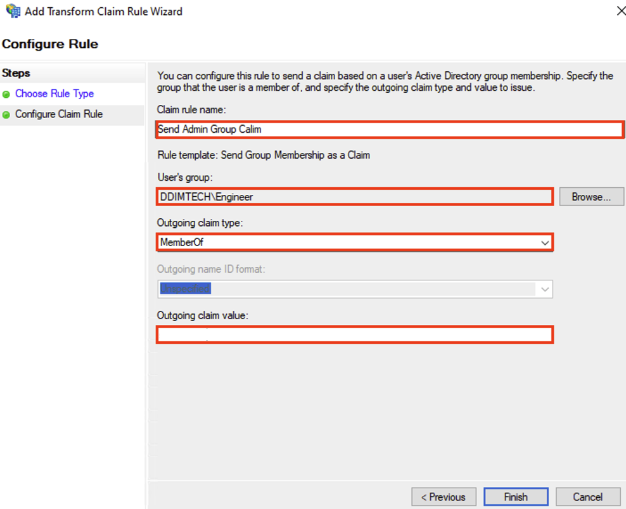 Add Transform Claim Rule Wizard
Configure Rule
Steps
Choose Rule Type
Configure Claim Rule
You can configure this rule to send a claim based on a user's Active Directory group membership. Specify the
group that the user is a member of, and specify the outgoing claim type and value to issue.
Claim rule name:
Send Admin Group Calim
Rule template: Send Group Membership as a Claim
User's group:
DDIMTECH\Engineer
Browse...
Outgoing claim type:
MemberOf
Outgoing name ID format:
Outgoing claim value:
< Previous
Finish
Cancel